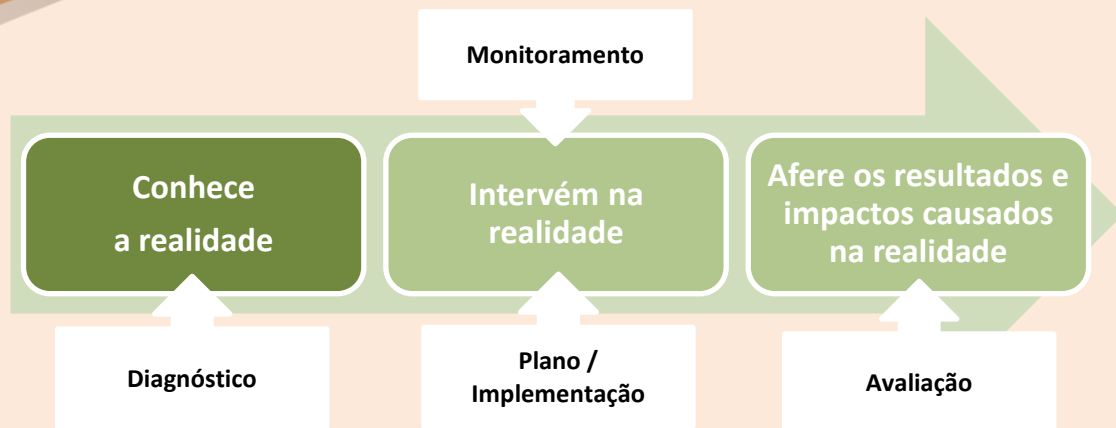 Monitoramento
Conhece
a realidade
Intervém na
realidade
Afere os resultados e
impactos causados
na realidade
Diagnóstico
Plano /
Implementação
Avaliação